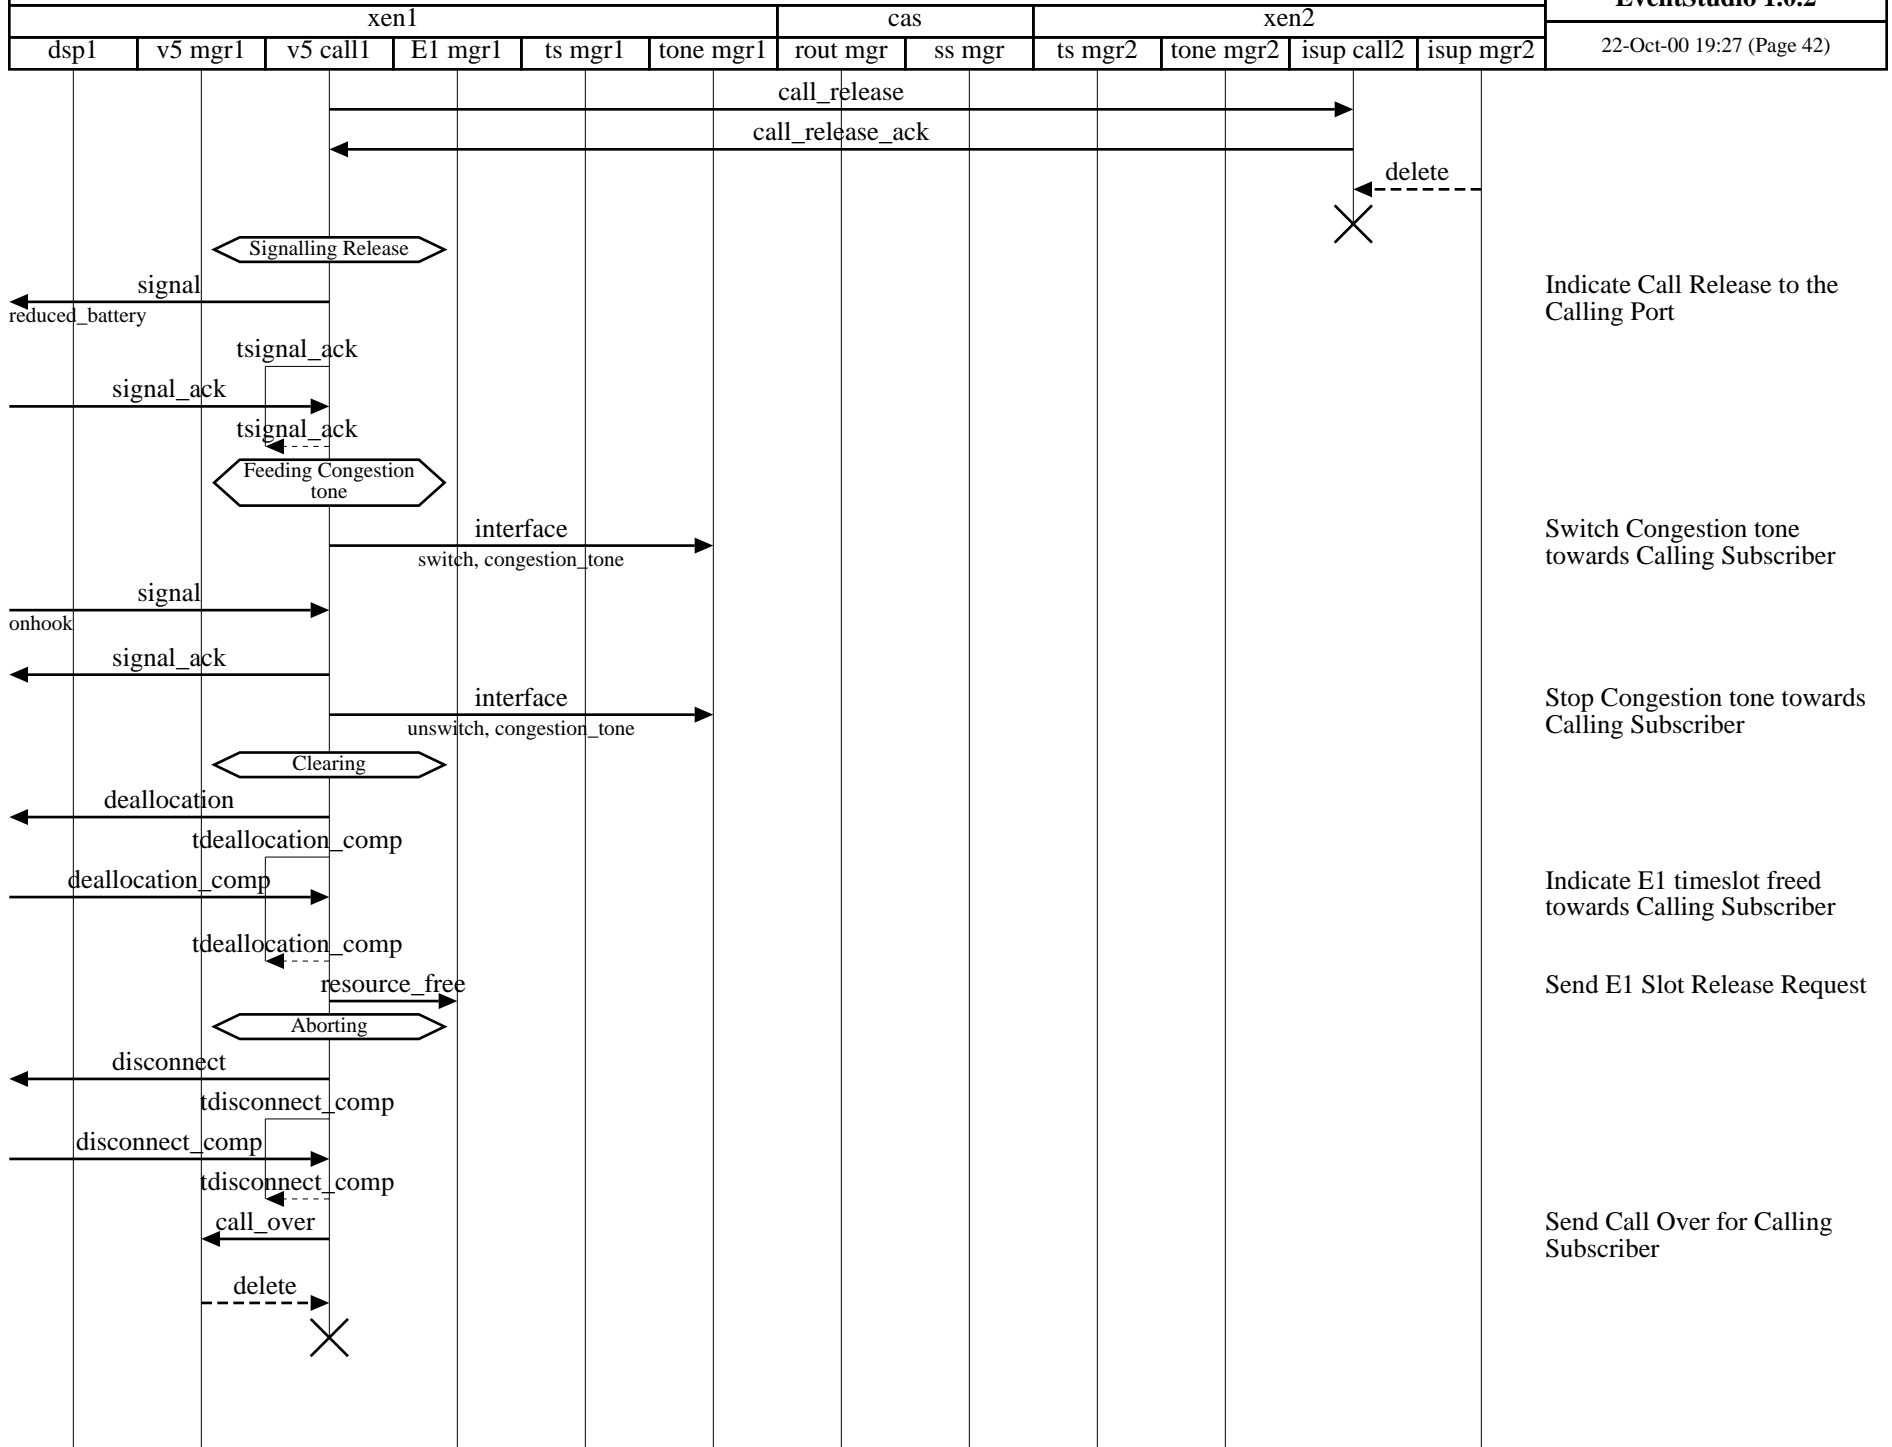 EventStudio 1.0.2
xen1 cas xen2
22-Oct-00 19:27 (Page 42)
dsp1 v5 mgr1 v5 call1 E1 mgr1 ts mgr1 tone mgr1 rout mgr ss mgr ts mgr2 tone mgr2 isup call2 isup mgr2
call_release
call_release_ack
delete
Signalling Release
signal
reduced_battery
Indicate Call Release to the
Calling Port
tsignal_ack
signal_ack
tsignal_ack
Feeding Congestion
tone
interface
switch, congestion_tone
Switch Congestion tone
towards Calling Subscriber
signal
onhook
signal_ack
interface
unswitch, congestion_tone
Stop Congestion tone towards
Calling Subscriber
Clearing
deallocation
tdeallocation_comp
deallocation_comp
Indicate E1 timeslot freed
towards Calling Subscriber
tdeallocation_comp
resource_free
Send E1 Slot Release Request
Aborting
disconnect
tdisconnect_comp
disconnect_comp
tdisconnect_comp
call_over
Send Call Over for Calling
Subscriber
delete